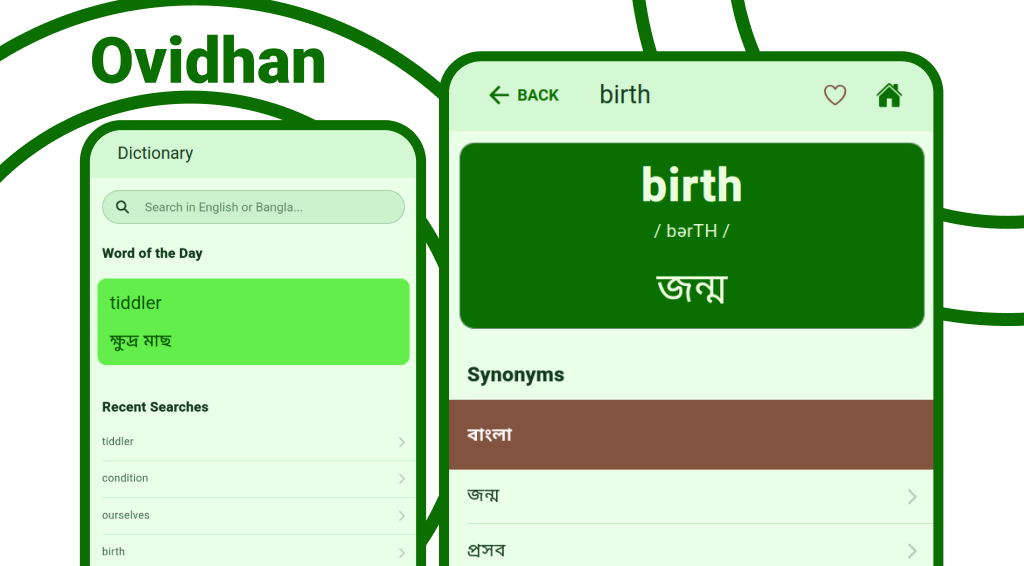 Ovidhan
Dictionary
Search in English or Bangla...
Word of the Day
tiddler
ক্ষুদ্র মাছ
Recent Searches
tiddler
condition
ourselves
birth
BACK
birth
birth
/ bərTH /
জন্ম
Synonyms
বাংলা
জন্ম
প্রসব